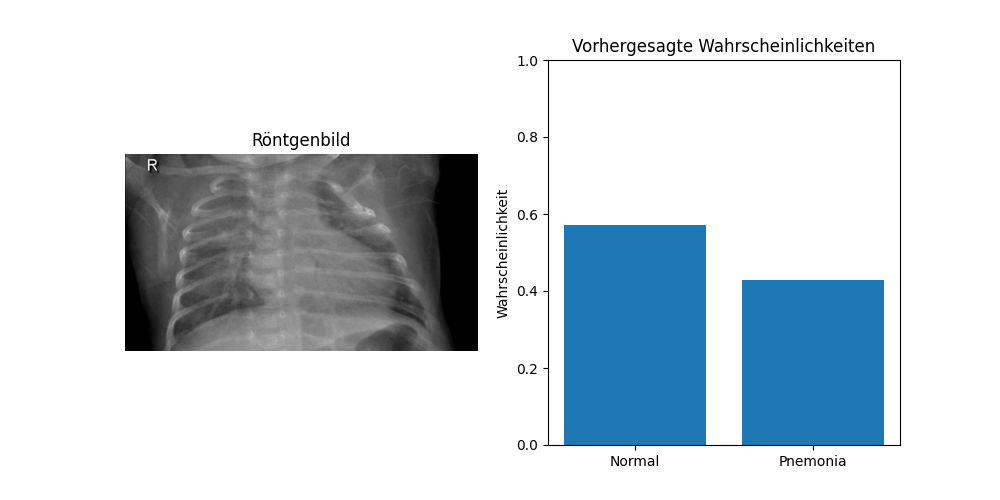 Röntgenbild
R
Vorhergesagte Wahrscheinlichkeiten
Wahrscheinlichkeit
1.0
0.8
0.6
0.4
0.2
0.0
Normal
Pnemonia